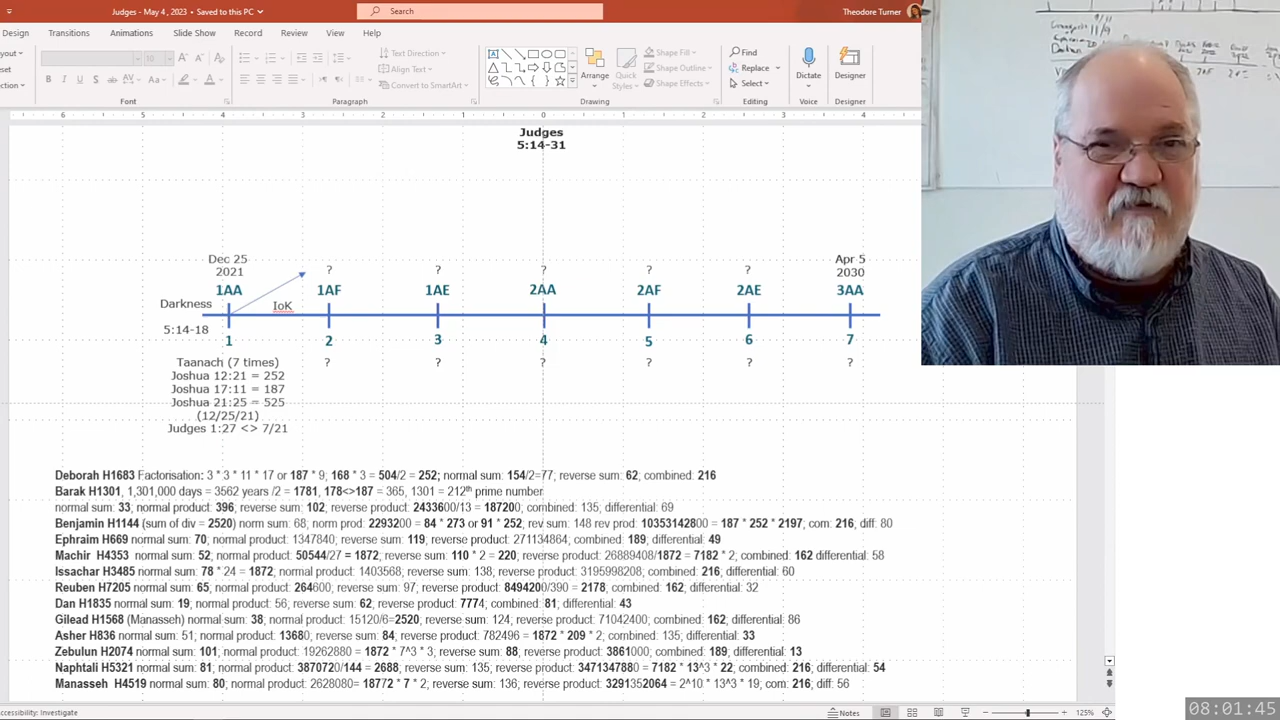 Judges - May 4, 2023 • Saved to this PC
Search
Theodore Turner
Design Transitions Animations Slide Show Record Review View Help
Text Direction
Align Text
Convert to SmartArt
Arrange
Quick Styles
Shape Fill
Shape Outline
Shape Effects
Find
Replace
Select
Dictate
Designer
Font Paragraph Drawing Editing Voice Designer
6 5 4 3 2 1 0 1 2 3 4
Judges
5:14-31
Dec 25
2021
Apr 5
2030
? ? ? ? ?
1AA 1AF 1AE 2AA 2AF 2AE 3AA
Darkness
IoK
5:14-18
1 2 3 4 5 6 7
Taanach (7 times)
? ? ? ? ? ?
Joshua 12:21 = 252
Joshua 17:11 = 187
Joshua 21:25 = 525
(12/25/21)
Judges 1:27 <> 7/21
Deborah H1683 Factorisation: 3 * 3 * 11 * 17 or 187 * 9; 168 * 3 = 504/2 = 252; normal sum: 154/2=77; reverse sum: 62; combined: 216
Barak H1301, 1,301,000 days = 3562 years /2 = 1781, 178<>187 = 365, 1301 = 212th prime number
normal sum: 33, normal product: 396, reverse sum: 102, reverse product: 2433600/13 = 187200, combined: 135, differential: 69
Benjamin H1144 (sum of div = 2520) norm sum: 68; norm prod: 2293200 = 84 * 273 or 91 * 252, rev sum: 148 rev prod: 10353142800 = 187 * 252 * 2197, com: 216, diff: 80
Ephraim H669 normal sum: 70, normal product: 1347840, reverse sum: 119, reverse product: 271134864, combined: 189, differential: 49
Machir H4353 normal sum: 52, normal product: 50544/27 = 1872, reverse sum: 110 * 2 = 220, reverse product: 26889408/1872 = 7182 * 2, combined: 162 differential: 58
Issachar H3485 normal sum: 78 * 24 = 1872, normal product: 1403568, reverse sum: 138, reverse product: 3195998208, combined: 216, differential: 60
Reuben H7205 normal sum: 65, normal product: 264600, reverse sum: 97, reverse product: 849420/390 = 2178, combined: 162, differential: 32
Dan H1835 normal sum: 19; normal product: 56; reverse sum: 62, reverse product: 7774; combined: 81, differential: 43
Gilead H1568 (Manasseh) normal sum: 38, normal product: 15120/6=2520, reverse sum: 124, reverse product: 71042400, combined: 162, differential: 86
Asher H836 normal sum: 51, normal product: 13680, reverse sum: 84, reverse product: 782496 = 1872 * 209 * 2; combined: 135; differential: 33
Zebulun H2074 normal sum: 101, normal product: 19262880 = 1872 * 7^3 * 3; reverse sum: 88, reverse product: 3861000; combined: 189, differential: 13
Naphtali H5321 normal sum: 81, normal product: 3870720/144 = 2688, reverse sum: 135, reverse product: 3471347880 = 7182 * 13^3 * 22, combined: 216, differential: 54
Manasseh H4519 normal sum: 80; normal product: 2628080= 18772 * 7 * 2; reverse sum: 136, reverse product: 3291352064 = 2^10 * 13^3 * 19, com: 216, diff: 56
ccessibility: Investigate
Notes
125%
08:01:45